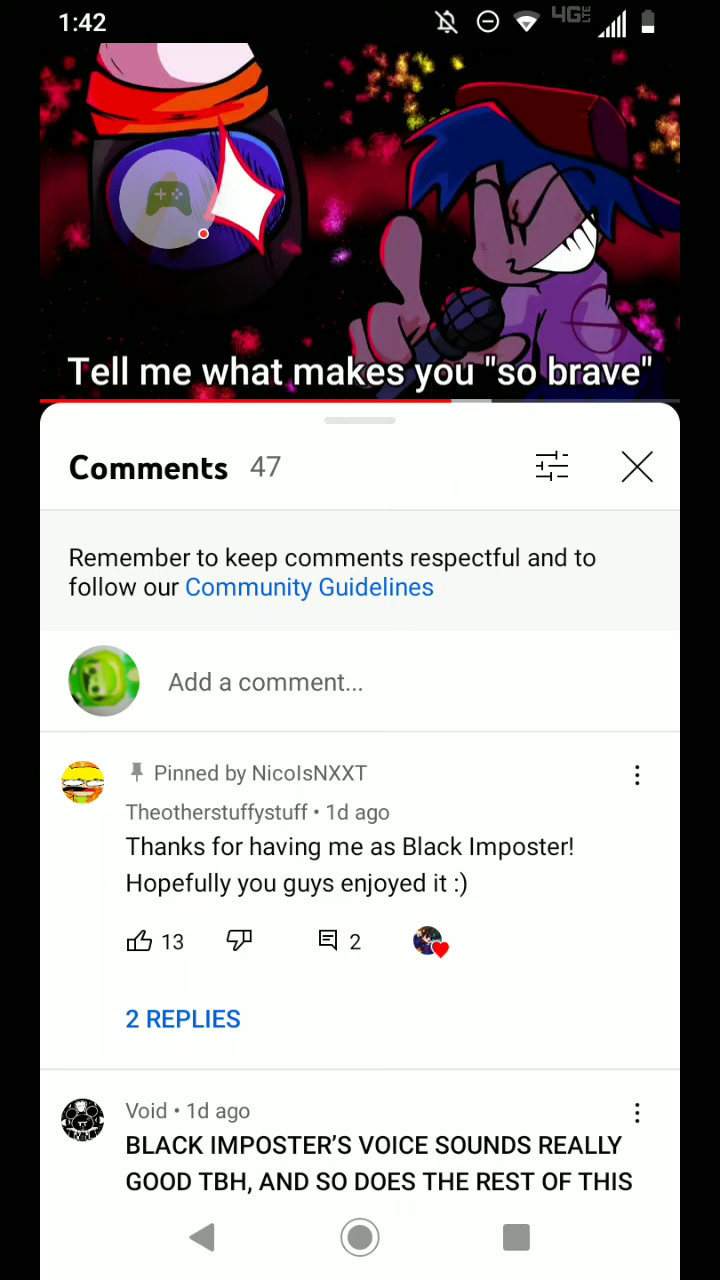 1:42
4G LTE
Tell me what makes you "so brave"
Comments 47
Remember to keep comments respectful and to
follow our Community Guidelines
Add a comment...
Pinned by NicolsNXXT
Theotherstuffystuff • 1d ago
Thanks for having me as Black Imposter!
Hopefully you guys enjoyed it :)
13 2
2 REPLIES
Void • 1d ago
BLACK IMPOSTER’S VOICE SOUNDS REALLY
GOOD TBH, AND SO DOES THE REST OF THIS